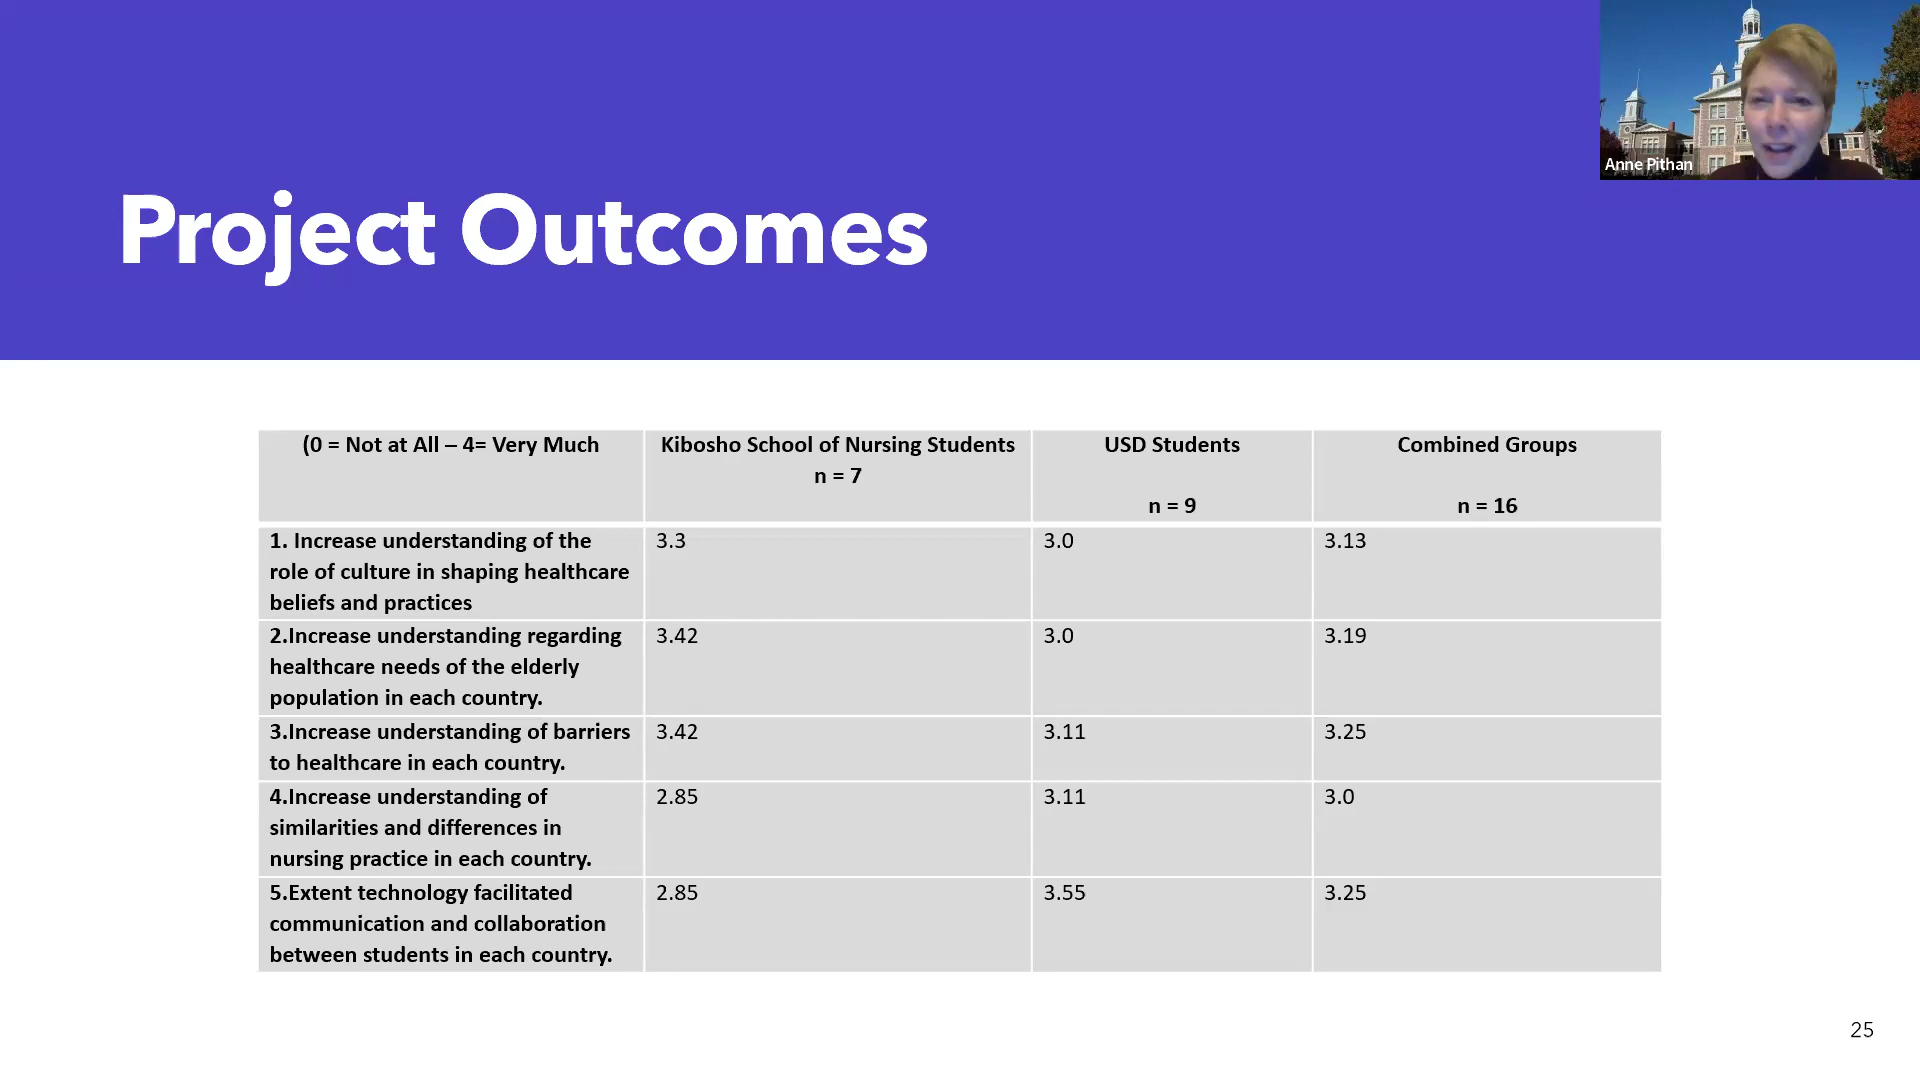 Anne Pithan
Project Outcomes
(0 = Not at All – 4= Very Much
Kibosho School of Nursing Students
n = 7
USD Students
n = 9
Combined Groups
n = 16
1. Increase understanding of the
role of culture in shaping healthcare
beliefs and practices
3.3
3.0
3.13
2.Increase understanding regarding
healthcare needs of the elderly
population in each country.
3.42
3.0
3.19
3.Increase understanding of barriers
to healthcare in each country.
3.42
3.11
3.25
4.Increase understanding of
similarities and differences in
nursing practice in each country.
2.85
3.11
3.0
5.Extent technology facilitated
communication and collaboration
between students in each country.
2.85
3.55
3.25
25